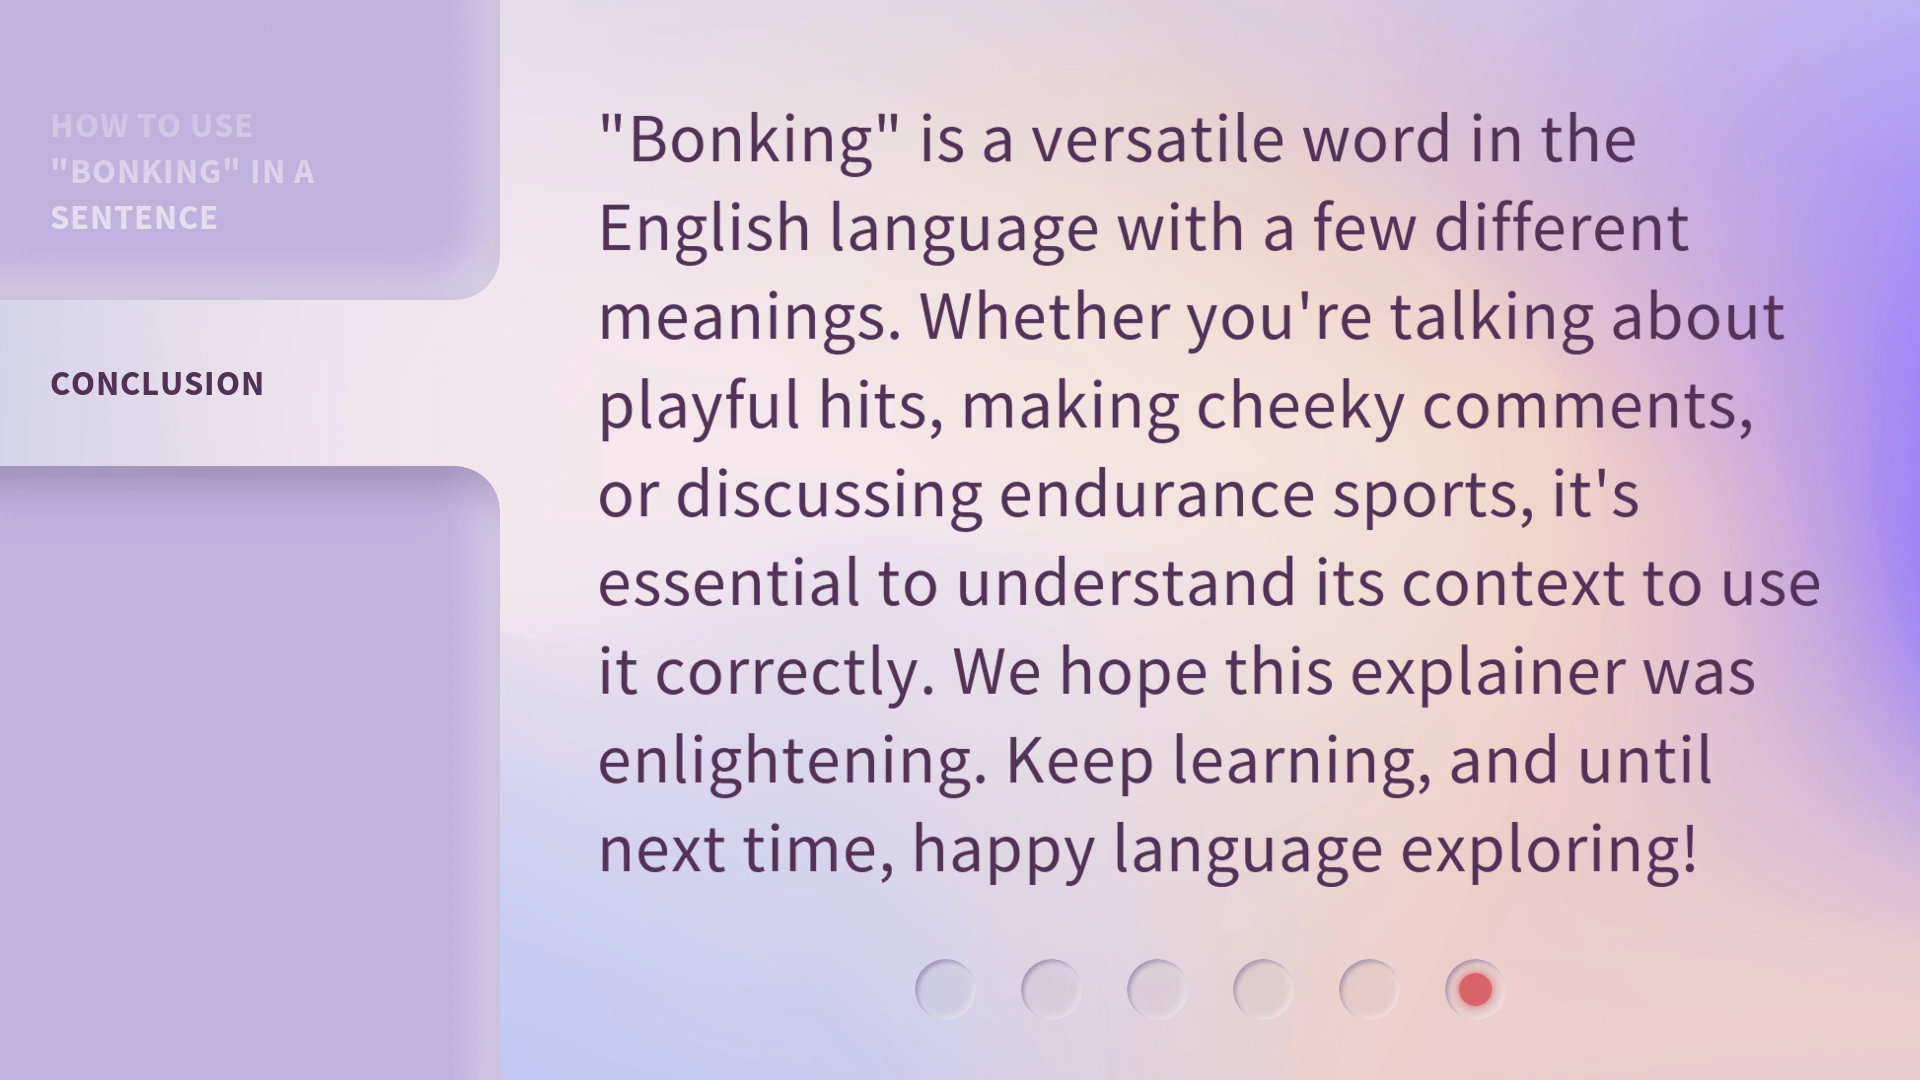 HOW TO USE
"BONKING" IN A
SENTENCE
CONCLUSION
"Bonking" is a versatile word in the
English language with a few different
meanings. Whether you're talking about
playful hits, making cheeky comments,
or discussing endurance sports, it's
essential to understand its context to use
it correctly. We hope this explainer was
enlightening. Keep learning, and until
next time, happy language exploring!